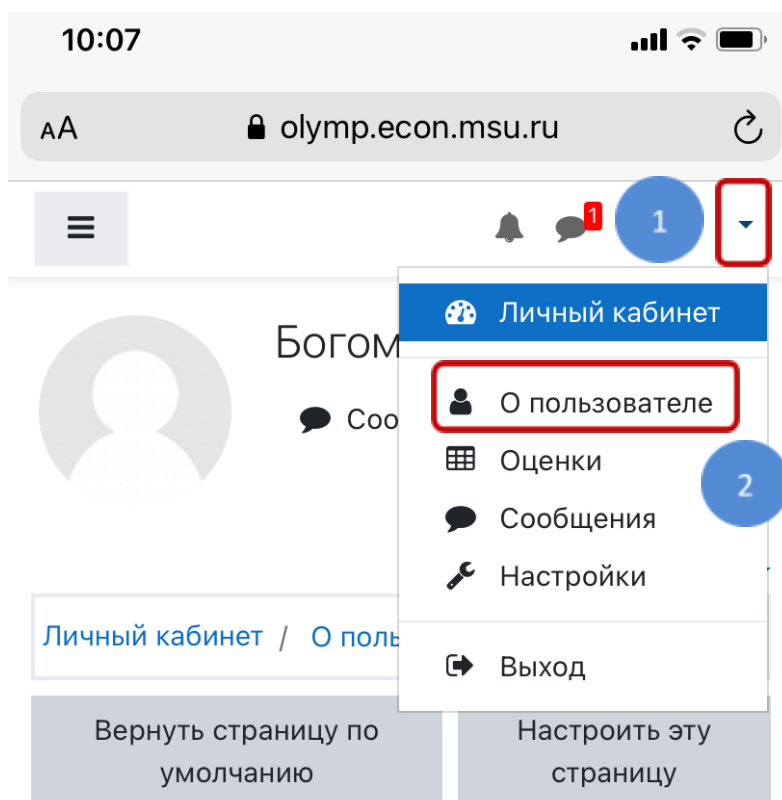 10:07
AA olymp.econ.msu.ru
1
1
Личный кабинет
Богом
О пользователе
Соо
Оценки
2
Сообщения
Настройки
Личный кабинет / О поль
Выход
Вернуть страницу по умолчанию
Настроить эту страницу